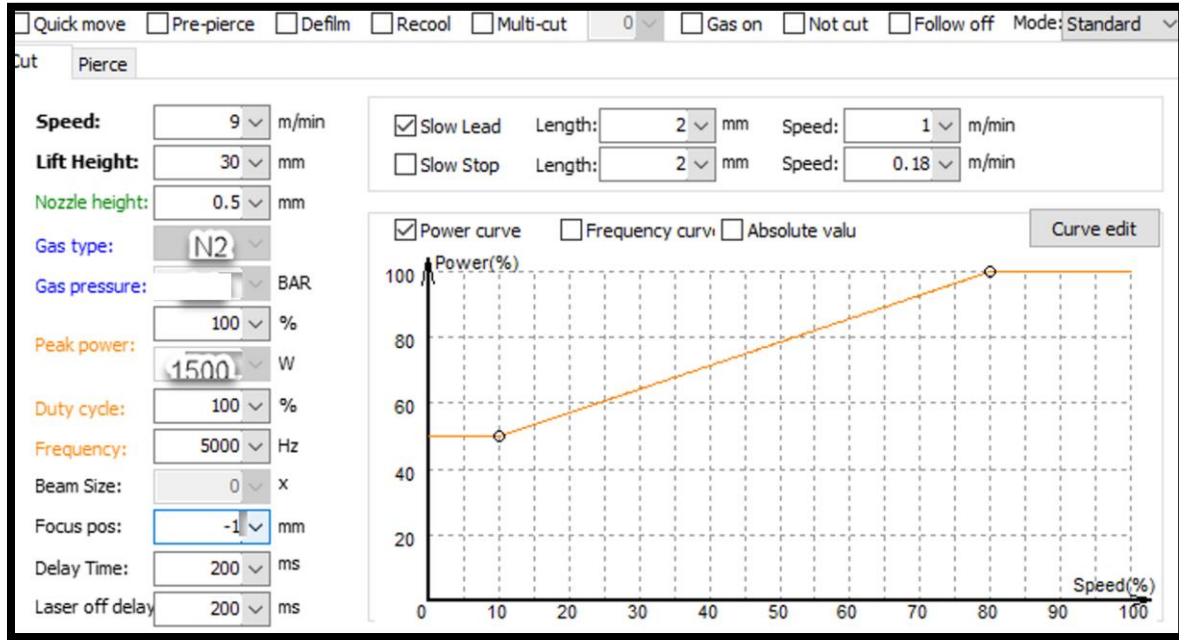 Quick move Pre-pierce Defilm Recool Multi-cut 0 Gas on Not cut Follow off Mode: Standard
Cut Pierce
Speed: 9 m/min
Lift Height: 30 mm
Nozzle height: 0.5 mm
Gas type: N2
Gas pressure: BAR
Peak power: 100 %
1500 W
Duty cycle: 100 %
Frequency: 5000 Hz
Beam Size: 0 x
Focus pos: -1 mm
Delay Time: 200 ms
Laser off delay 200 ms
Slow Lead Length: 2 mm Speed: 1 m/min
Slow Stop Length: 2 mm Speed: 0.18 m/min
Power curve Frequency curv Absolute valu Curve edit
Power(%)
100
80
60
40
20
Speed(%)
0 10 20 30 40 50 60 70 80 90 100